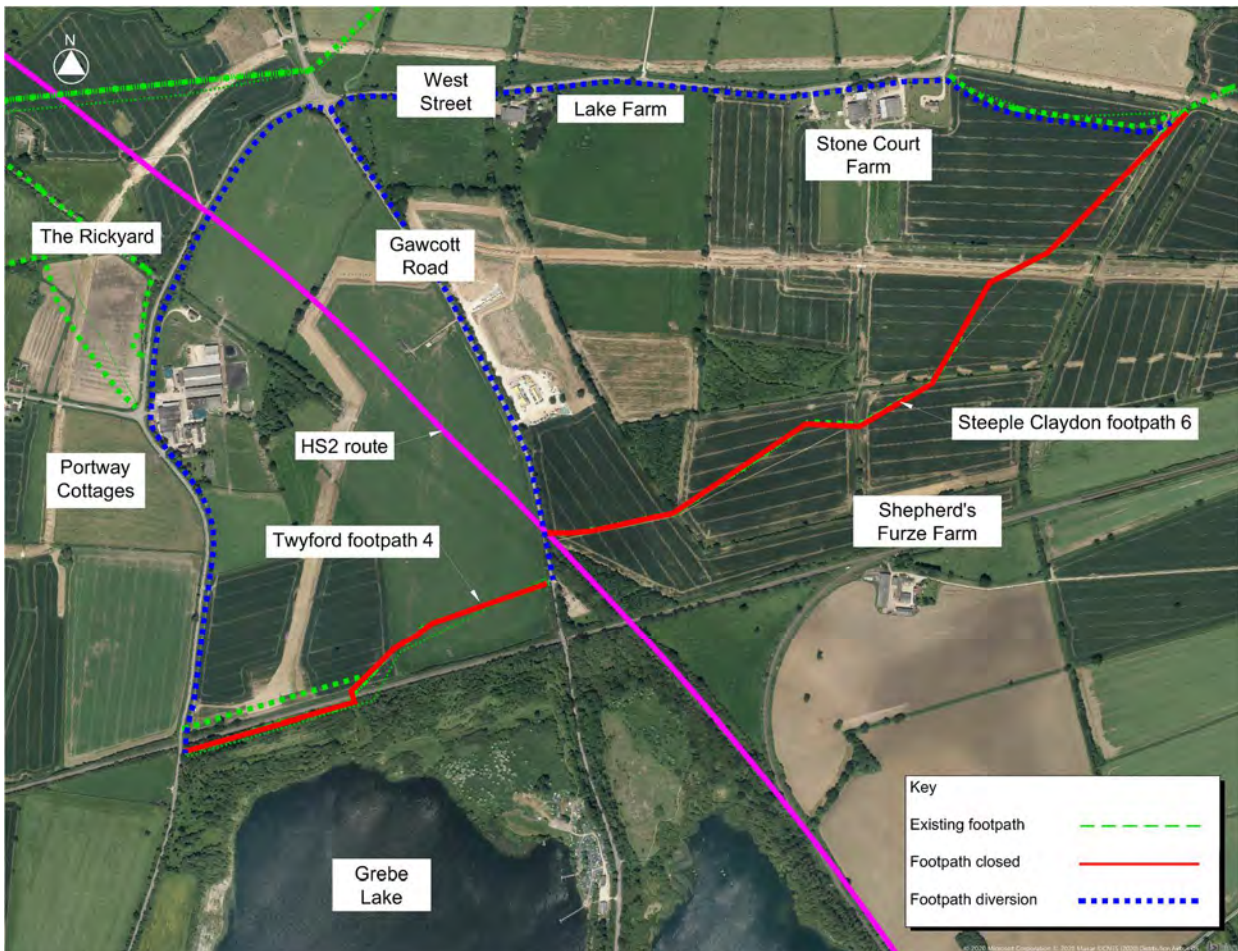 N
West
Street
Lake Farm
Stone Court
Farm
The Rickyard
Gawcott
Road
Steeple Claydon footpath 6
HS2 route
Portway
Cottages
Shepherd's
Furze Farm
Twyford footpath 4
Grebe
Lake
Key
Existing footpath
Footpath closed
Footpath diversion